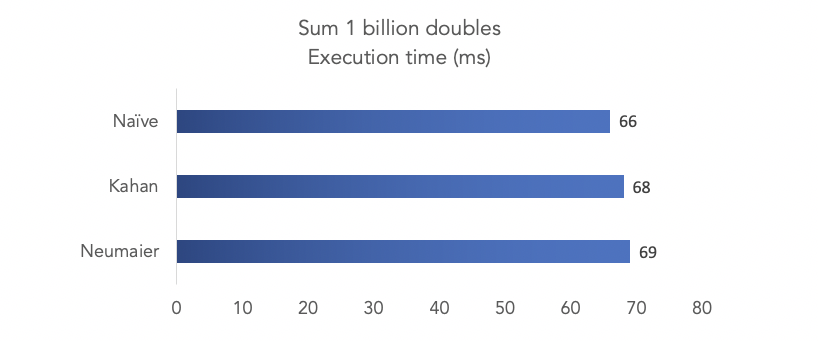 Sum 1 billion doubles
Execution time (ms)
Naïve 66
Kahan 68
Neumaier 69
0 10 20 30 40 50 60 70 80